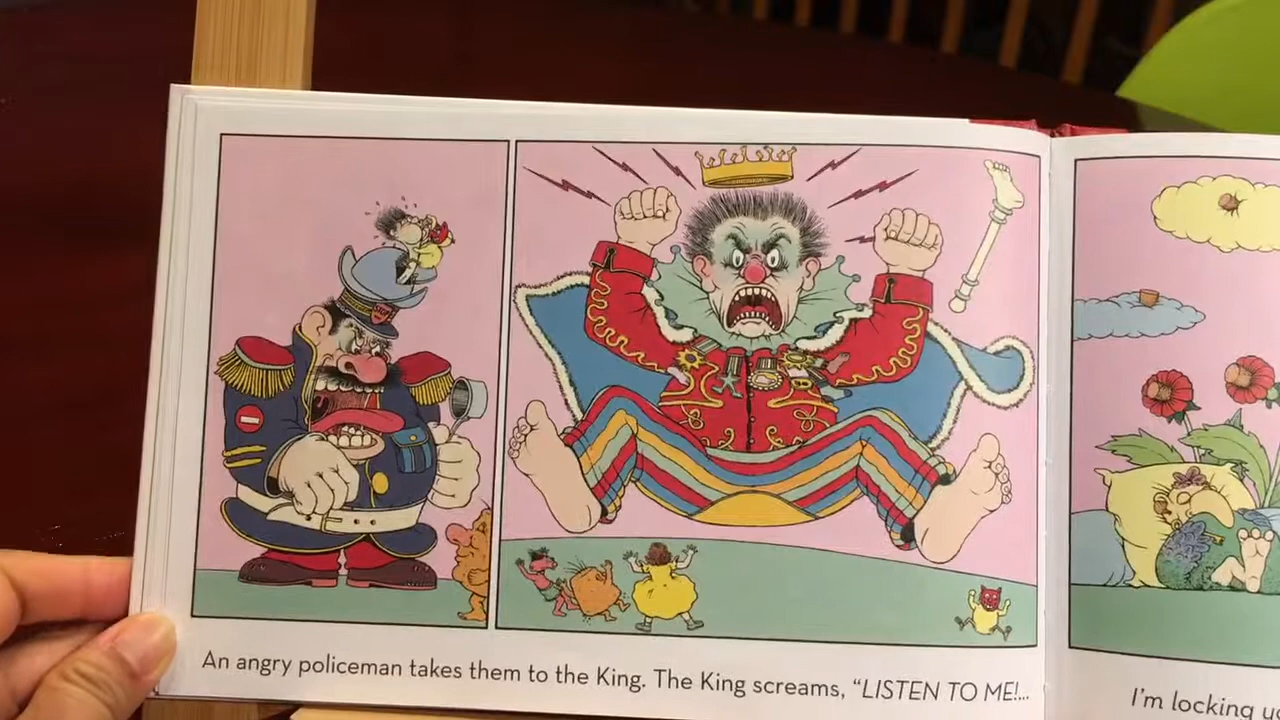 An angry policeman takes them to the King. The King screams, “LISTEN TO ME!...
I'm locking